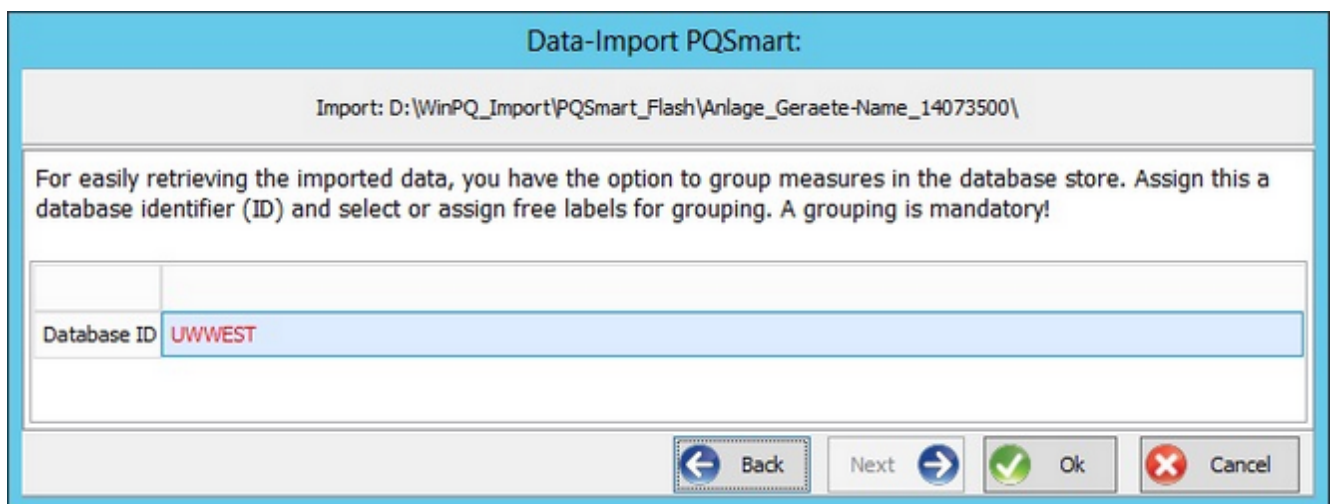 Data-Import PQSmart:
Import: D:\WinPQ_Import\PQSmart_Flash\Anlage_Geraete-Name_14073500\
For easily retrieving the imported data, you have the option to group measures in the database store. Assign this a
database identifier (ID) and select or assign free labels for grouping. A grouping is mandatory!
Database ID UWWEST
Back Next Ok Cancel